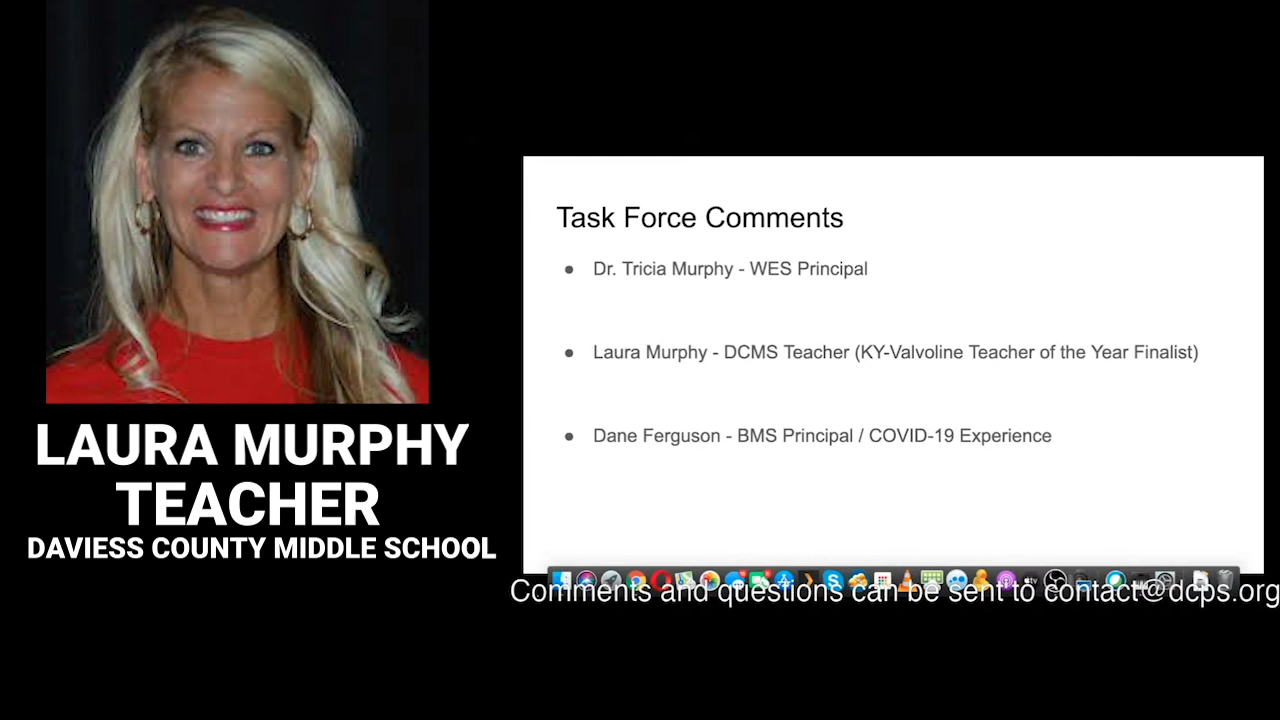 LAURA MURPHY
TEACHER
DAVIESS COUNTY MIDDLE SCHOOL
Task Force Comments
● Dr. Tricia Murphy - WES Principal
● Laura Murphy - DCMS Teacher (KY-Valvoline Teacher of the Year Finalist)
● Dane Ferguson - BMS Principal / COVID-19 Experience
Comments and questions can be sent to contact@dcps.org